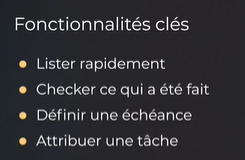 Fonctionnalités clés
Lister rapidement
Checker ce qui a été fait
Définir une échéance
Attribuer une tâche